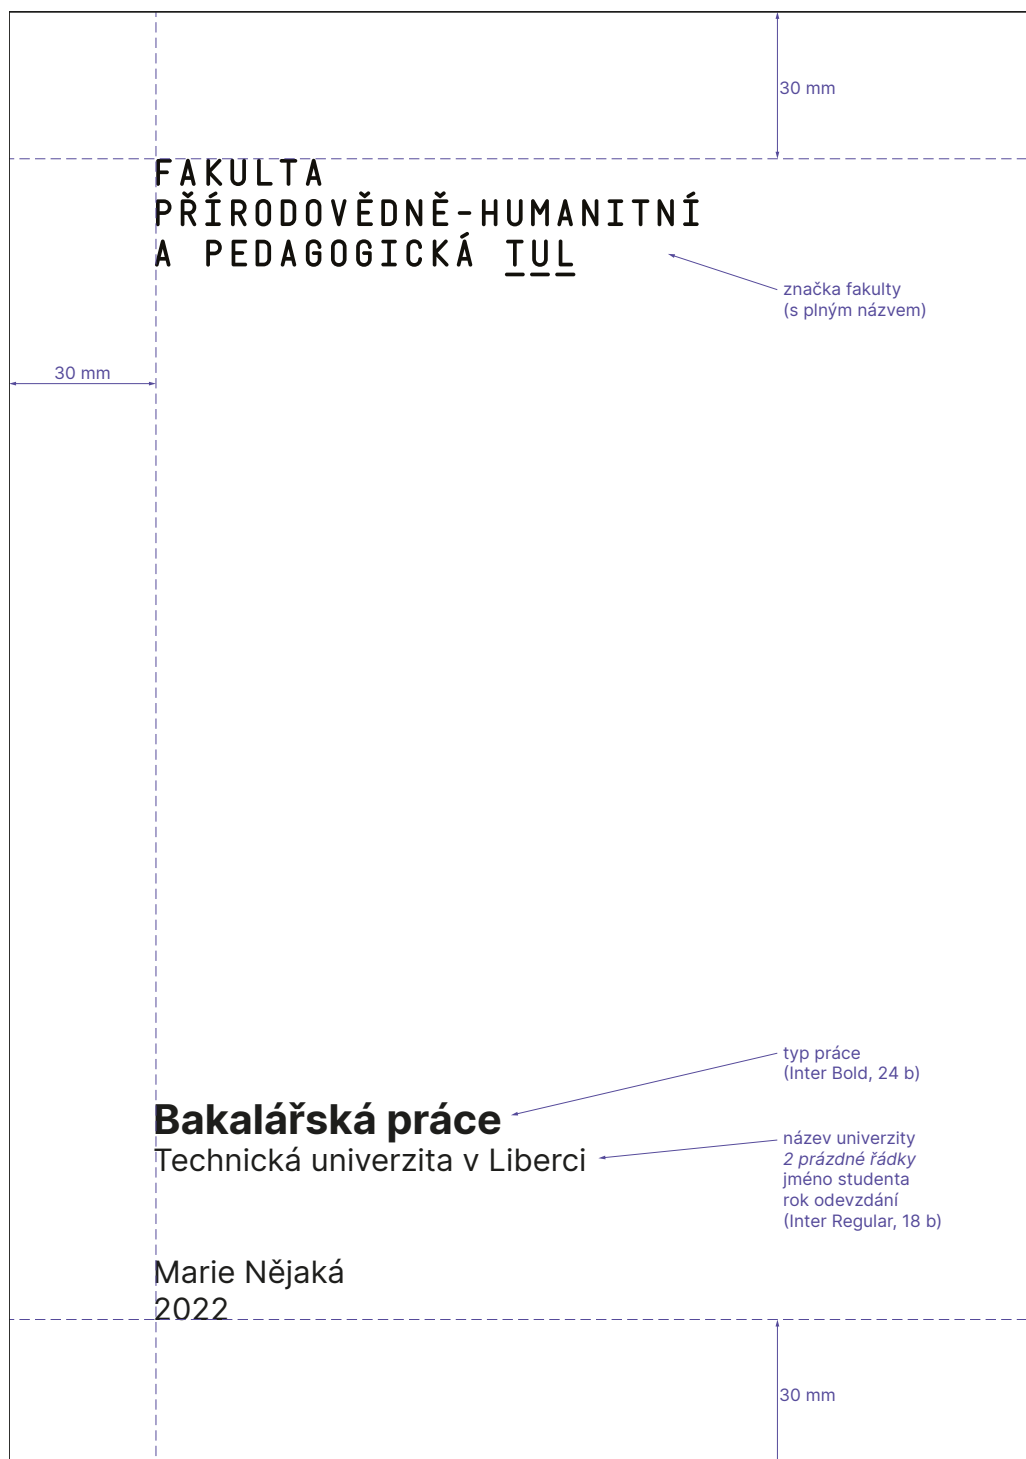 30 mm
FAKULTA
PŘÍRODOVĚDNĚ-HUMANITNÍ
A PEDAGOGICKÁ TUL
značka fakulty
(s plným názvem)
30 mm
typ práce
(Inter Bold, 24 b)
Bakalářská práce
Technická univerzita v Liberci
název univerzity
2 prázdné řádky
jméno studenta
rok odevzdání
(Inter Regular, 18 b)
Marie Nějaká
2022
30 mm